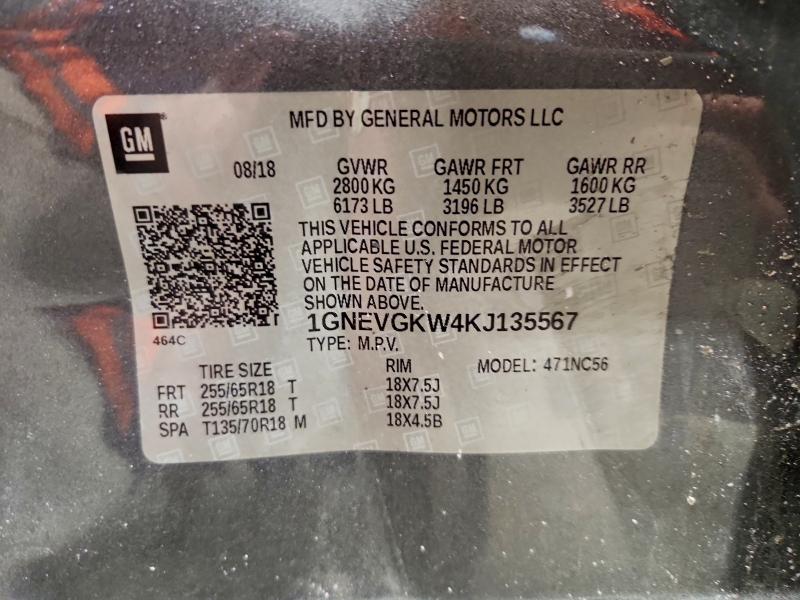 GM
MFD BY GENERAL MOTORS LLC
08/18 GVWR GAWR FRT GAWR RR
2800 KG 1450 KG 1600 KG
6173 LB 3196 LB 3527 LB
THIS VEHICLE CONFORMS TO ALL
APPLICABLE U.S. FEDERAL MOTOR
VEHICLE SAFETY STANDARDS IN EFFECT
ON THE DATE OF MANUFACTURE
SHOWN ABOVE.
1GNEVGKW4KJ135567
464C
TYPE: M.P.V.
TIRE SIZE RIM MODEL: 471NC56
FRT 255/65R18 T 18X7.5J
RR 255/65R18 T 18X7.5J
SPA T135/70R18 M 18X4.5B